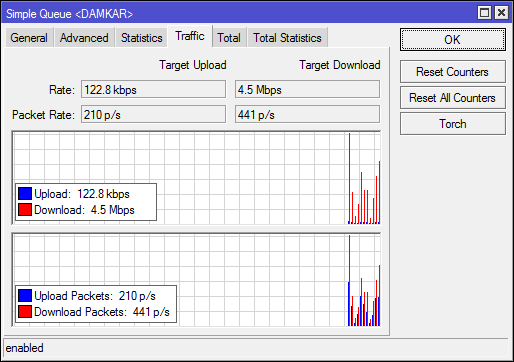 Simple Queue <DAMKAR>
General Advanced Statistics Traffic Total Total Statistics
Target Upload Target Download
Rate: 122.8 kbps 4.5 Mbps
Packet Rate: 210 p/s 441 p/s
Upload: 122.8 kbps
Download: 4.5 Mbps
Upload Packets: 210 p/s
Download Packets: 441 p/s
OK
Reset Counters
Reset All Counters
Torch
enabled